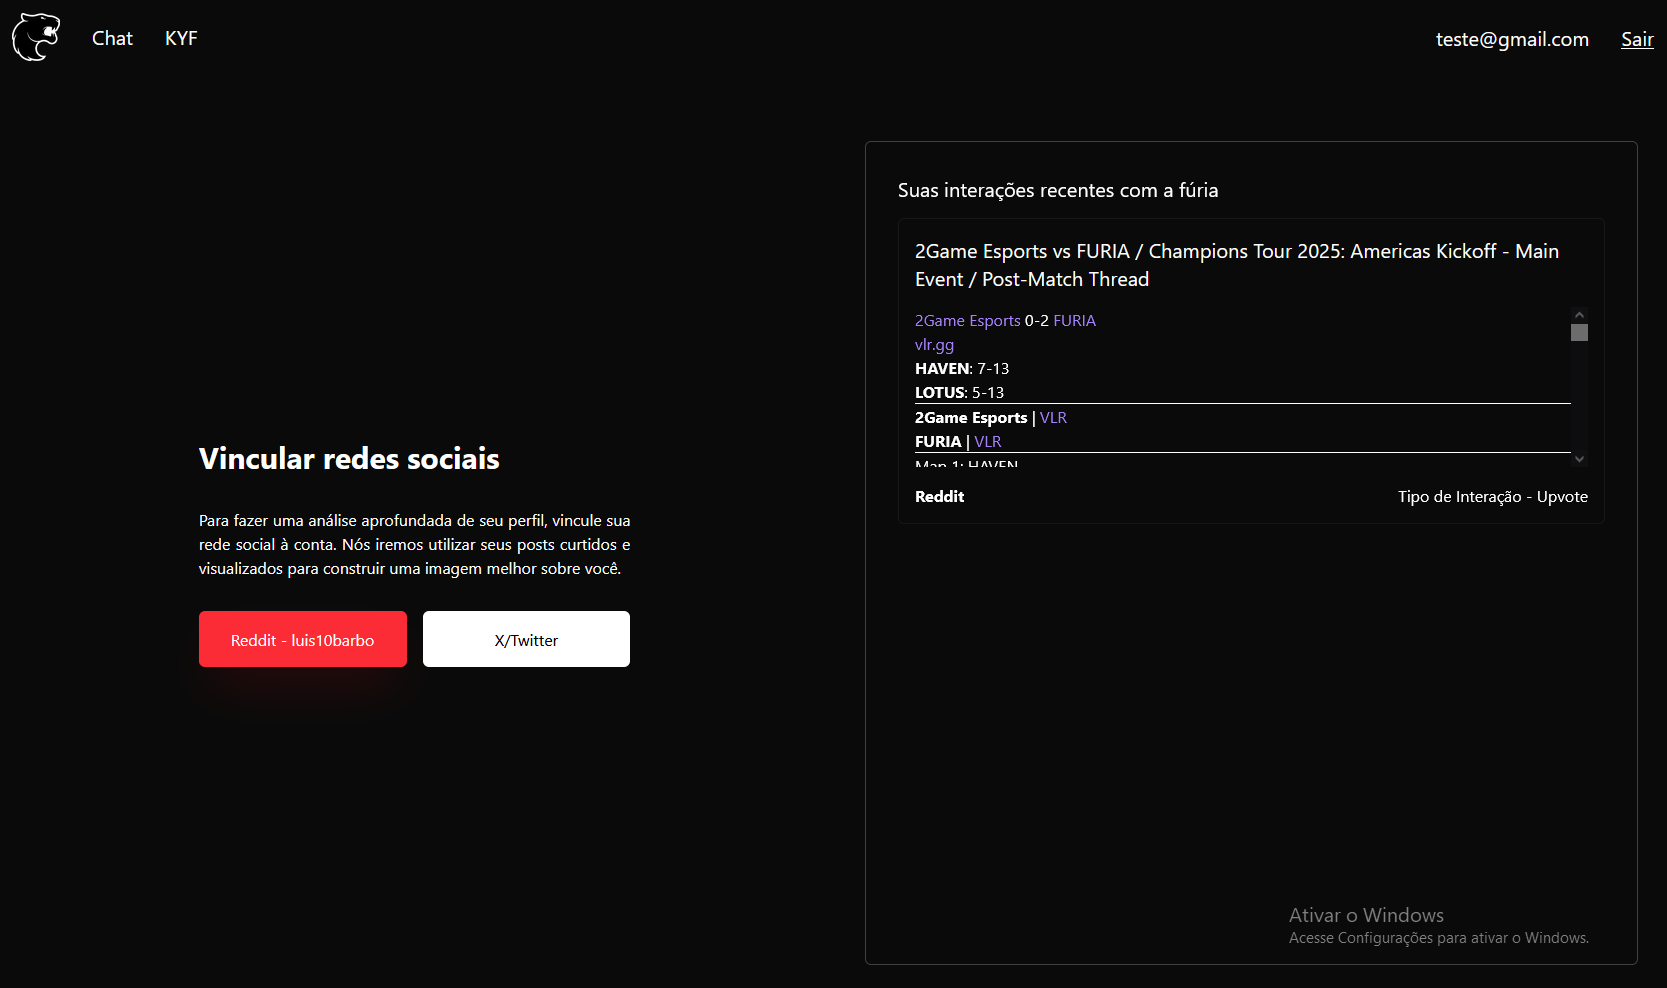 Chat
KYF
teste@gmail.com
Sair
Vincular redes sociais
Para fazer uma análise aprofundada de seu perfil, vincule sua
rede social à conta. Nós iremos utilizar seus posts curtidos e
visualizados para construir uma imagem melhor sobre você.
Reddit - luis10barbo
X/Twitter
Suas interações recentes com a fúria
2Game Esports vs FURIA / Champions Tour 2025: Americas Kickoff - Main
Event / Post-Match Thread
2Game Esports 0-2 FURIA
vlr.gg
HAVEN: 7-13
LOTUS: 5-13
2Game Esports | VLR
FURIA | VLR
Map 1: HAVEN
Reddit
Tipo de Interação - Upvote
Ativar o Windows
Acesse Configurações para ativar o Windows.